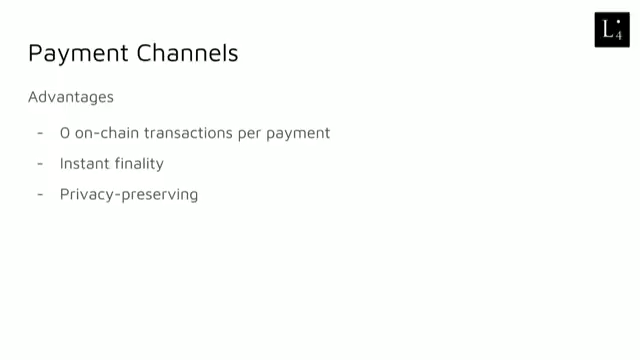 L4
Payment Channels
Advantages
- 0 on-chain transactions per payment
- Instant finality
- Privacy-preserving